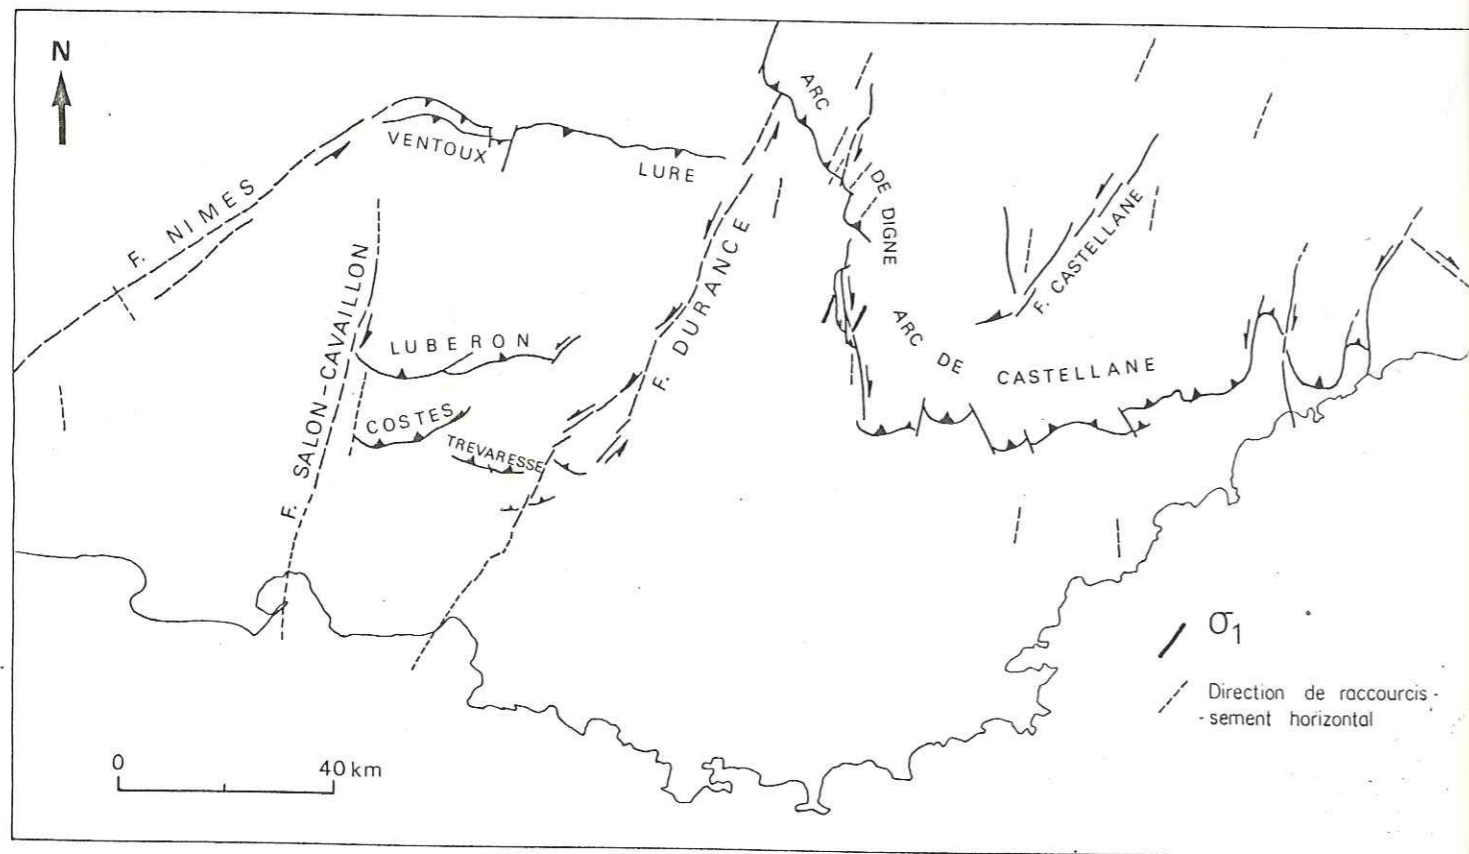 N
F. NIMES
VENTOUX
LURE
ARC
DE DIGNE
F. DURANCE
F. CASTELLANE
F. SALON-CAVAILLON
LUBERON
ARC DE CASTELLANE
COSTES
TREVARESSE
σ1
Direction de raccourcis -
- sement horizontal
0 40 km